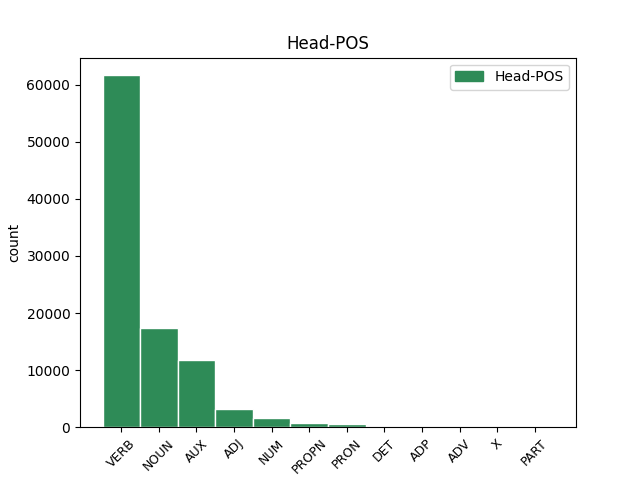 Head-POS
Head-POS
60000
50000
40000
30000
20000
10000
0
count
VERB
NOUN
AUX
ADJ
NUM
PROPN
PRON
DET
ADP
ADV
X
PART